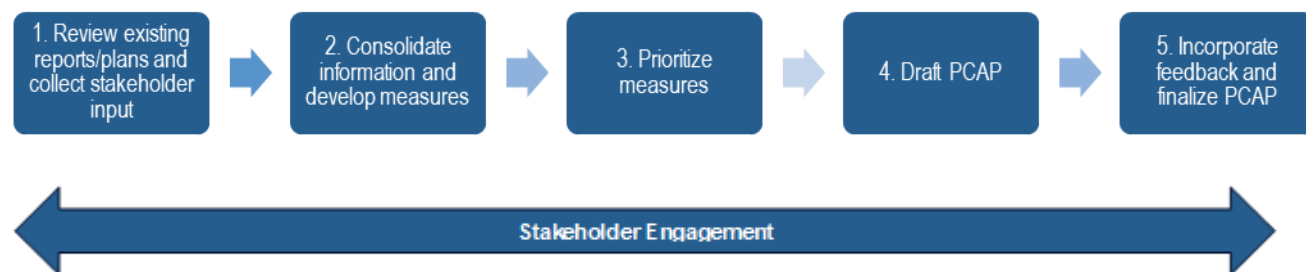 1. Review existing
reports/plans and
collect stakeholder
input
2. Consolidate
information and
develop measures
3. Prioritize
measures
4. Draft PCAP
5. Incorporate
feedback and
finalize PCAP
Stakeholder Engagement